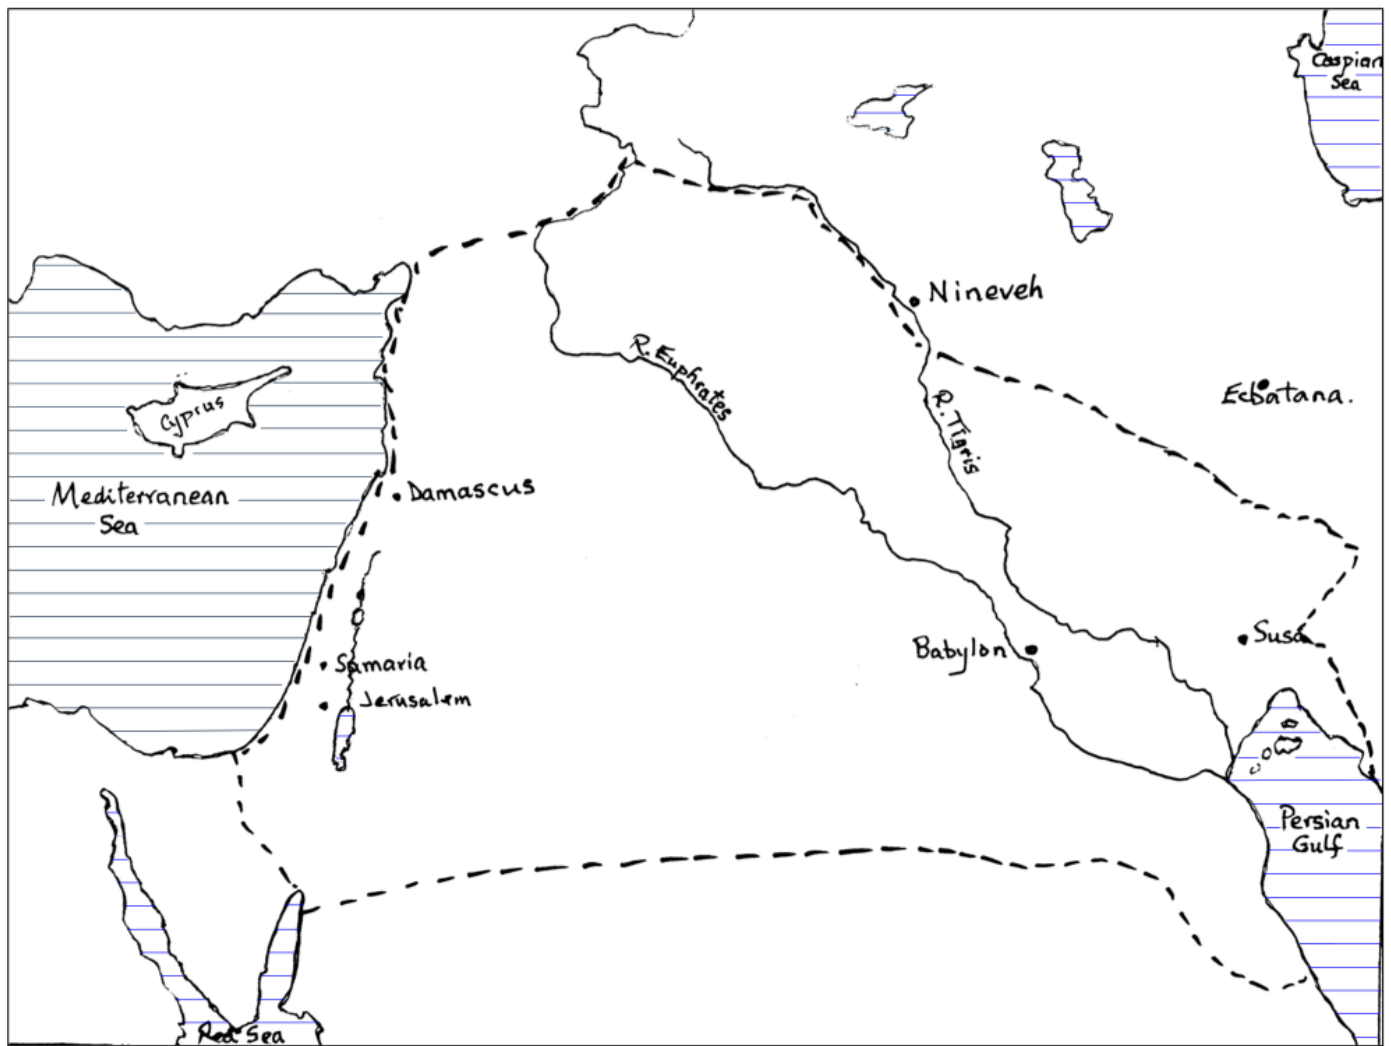 Caspian
Sea
Nineveh
R. Euphrates
Ecbatana.
Cyprus
R. Tigris
Mediterranean
Sea
Damascus
Susa
Babylon
Samaria
Jerusalem
Persian
Gulf
Red Sea